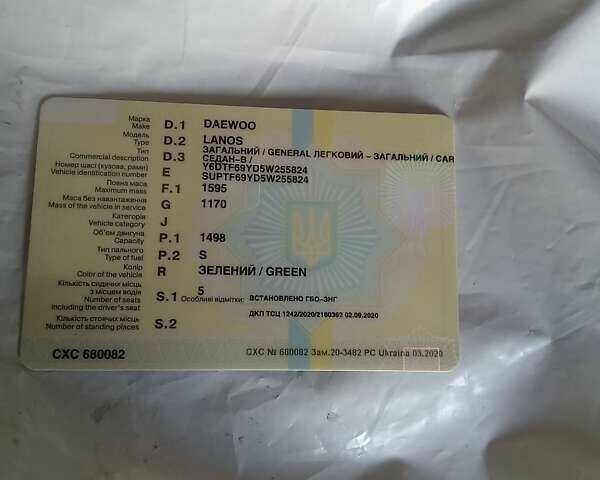 Марка
Make D.1 DAEWOO
Модель
Type D.2 LANOS
Тип
Commercial description D.3 ЗАГАЛЬНИЙ / GENERAL ЛЕГКОВИЙ – ЗАГАЛЬНИЙ / CAR
СЕДАН-В /
Номер шасі (кузова, рами)
Vehicle identification number E Y6DTF69YD5W255824
SUPTF69YD5W255824
Повна маса
Maximum mass F.1 1595
Маса без навантаження
Mass of the vehicle in service G 1170
Категорія
Vehicle category J
Об'єм двигуна
Capacity P.1 1498
Тип пального
Type of fuel P.2 S
Колір
Color of the vehicle R ЗЕЛЕНИЙ / GREEN
Кількість сидячих місць
з місцем водія
Number of seats
including the driver's seat S.1 5
Особливі відмітки: ВСТАНОВЛЕНО ГБО-ЗНГ
ДКП ТСЦ 1242/2020/2160362 02.09.2020
Кількість стоячих місць
Number of standing places S.2
СХС 680082
СХС № 680082 Зам.20-3482 PC Ukraina 03.2020